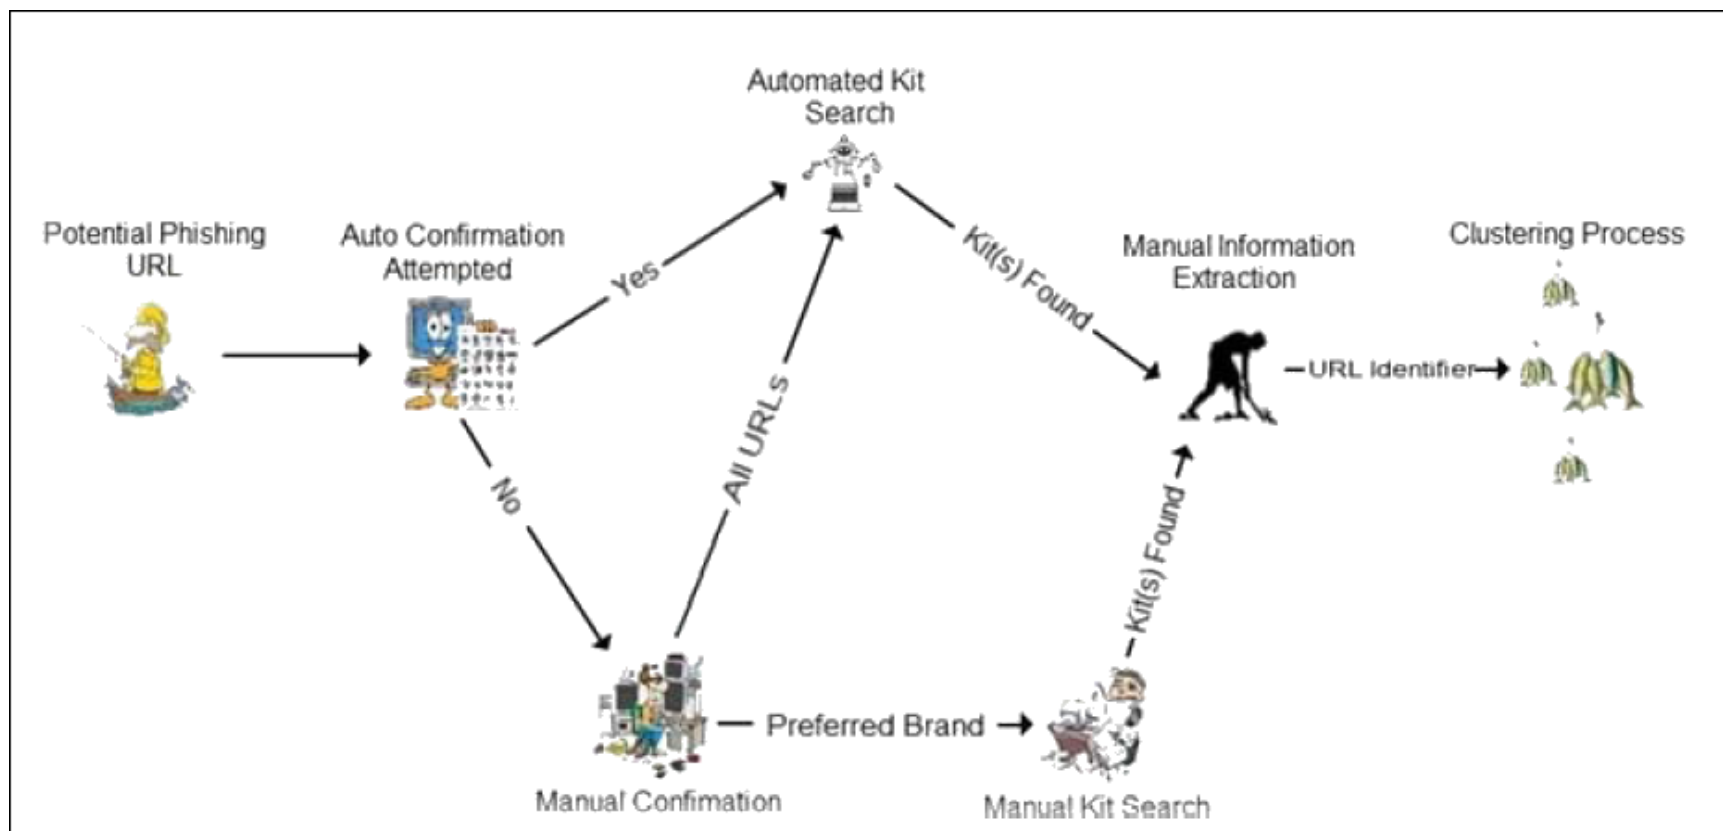 Automated Kit
Search
Potential Phishing
URL
Auto Confirmation
Attempted
Yes
Kit(s) Found
Manual Information
Extraction
Clustering Process
URL Identifier
No
All URLs
Kit(s) Found
Preferred Brand
Manual Confimation
Manual Kit Search